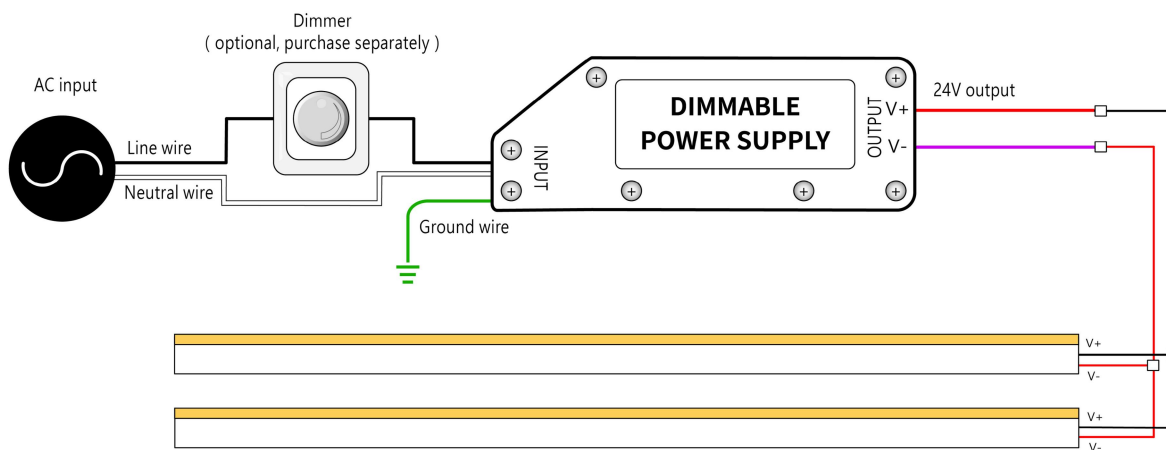 Dimmer
( optional, purchase separately )
AC input
Line wire
Neutral wire
Ground wire
INPUT
DIMMABLE
POWER SUPPLY
OUTPUT
V+
V-
24V output
V+
V-
V+
V-